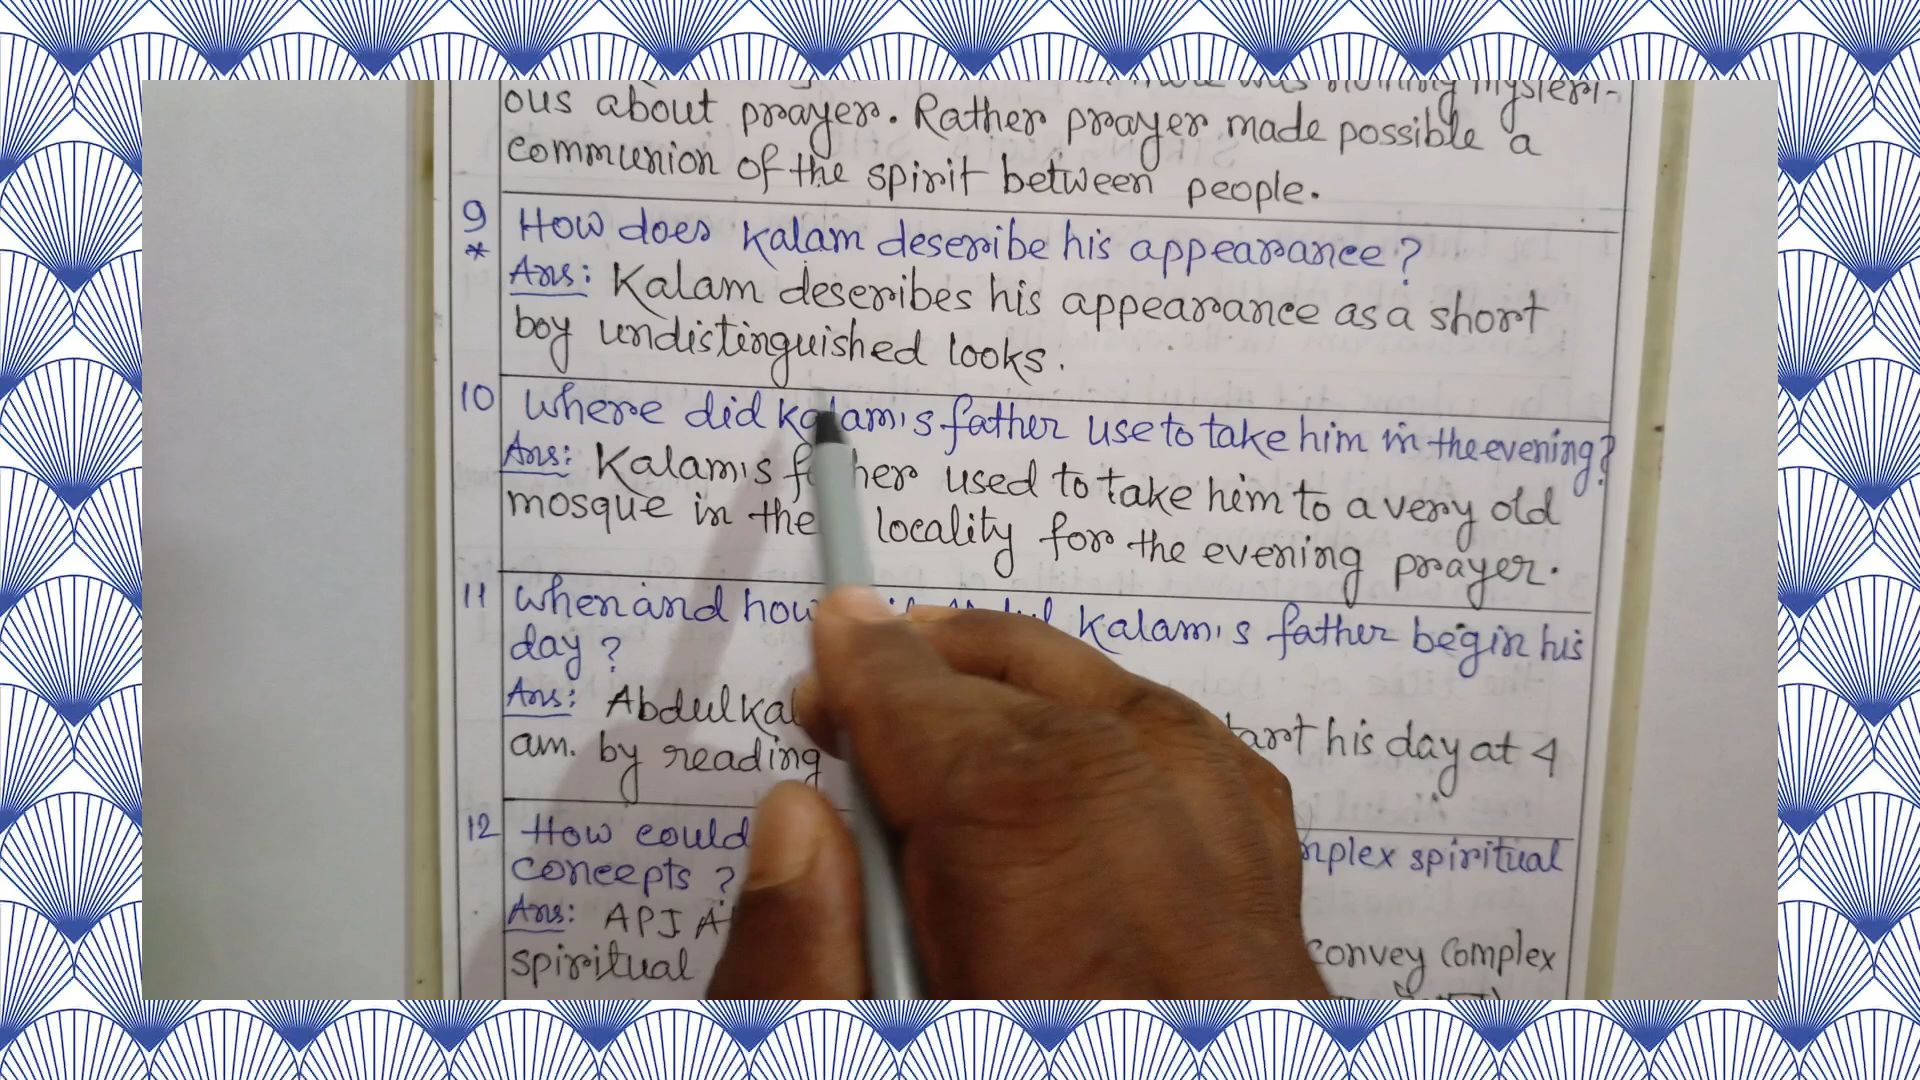 ous about prayer. Rather prayer made possible a
communion of the spirit between people.
9 How does Kalam describe his appearance?
* Ans: Kalam describes his appearance as a short
boy undistinguished looks.
10 Where did Kalam's father use to take him in the evening?
Ans: Kalam's father used to take him to a very old
mosque in the locality for the evening prayer.
11 When and how Kalam's father begin his
day?
Ans: Abdul Kal his day at 4
am. by reading
12 How could spiritual
concepts?
Ans: APJ convey complex
spiritual